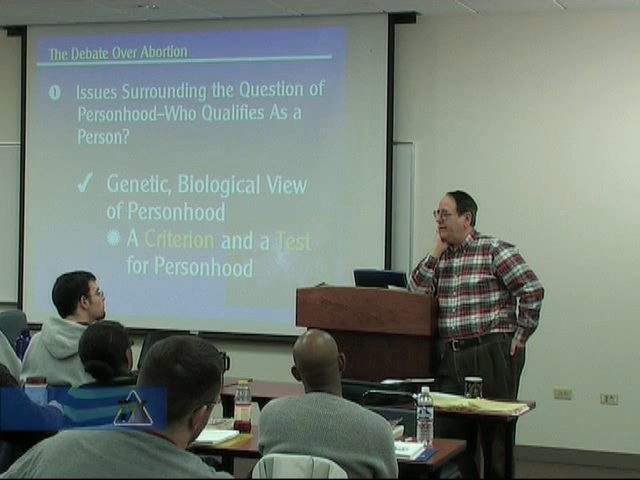 The Debate Over Abortion
1 Issues Surrounding the Question of
Personhood–Who Qualifies As a
Person?
✓ Genetic, Biological View
of Personhood
A Criterion and a Test
for Personhood